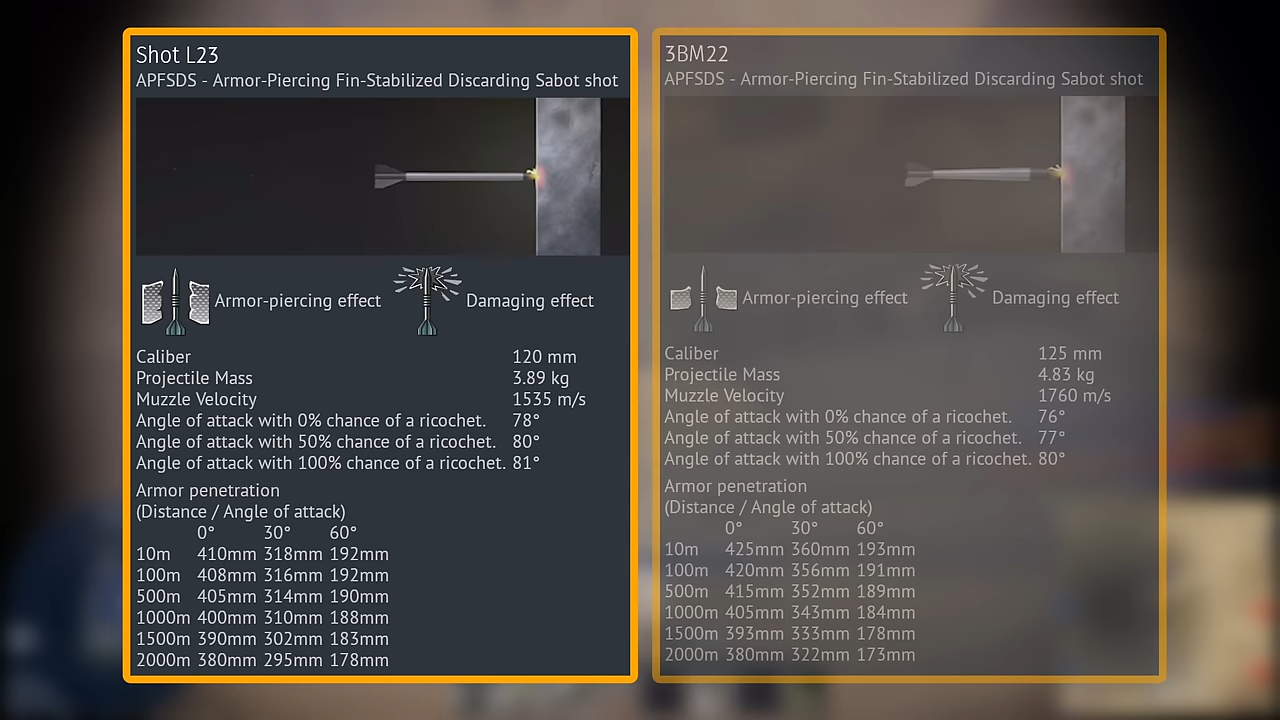 Shot L23
APFSDS - Armor-Piercing Fin-Stabilized Discarding Sabot shot
Armor-piercing effect
Damaging effect
Caliber 120 mm
Projectile Mass 3.89 kg
Muzzle Velocity 1535 m/s
Angle of attack with 0% chance of a ricochet. 78°
Angle of attack with 50% chance of a ricochet. 80°
Angle of attack with 100% chance of a ricochet. 81°
Armor penetration
(Distance / Angle of attack)
0° 30° 60°
10m 410mm 318mm 192mm
100m 408mm 316mm 192mm
500m 405mm 314mm 190mm
1000m 400mm 310mm 188mm
1500m 390mm 302mm 183mm
2000m 380mm 295mm 178mm
3BM22
APFSDS - Armor-Piercing Fin-Stabilized Discarding Sabot shot
Armor-piercing effect
Damaging effect
Caliber 125 mm
Projectile Mass 4.83 kg
Muzzle Velocity 1760 m/s
Angle of attack with 0% chance of a ricochet. 76°
Angle of attack with 50% chance of a ricochet. 77°
Angle of attack with 100% chance of a ricochet. 80°
Armor penetration
(Distance / Angle of attack)
0° 30° 60°
10m 425mm 360mm 193mm
100m 420mm 356mm 191mm
500m 415mm 352mm 189mm
1000m 405mm 343mm 184mm
1500m 393mm 333mm 178mm
2000m 380mm 322mm 173mm